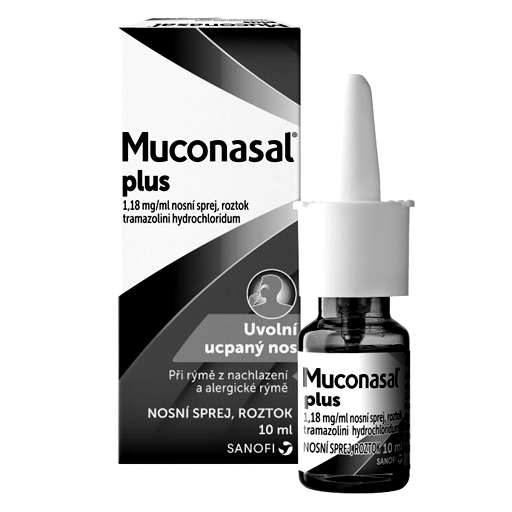 Muconasal
Muconasal®
plus
1,18 mg/ml nosní sprej, roztok
tramazolini hydrochloridum
Uvolní
ucpaný nos
Při rýmě z nachlazení
a alergické rýmě
NOSNÍ SPREJ, ROZTOK
10 ml
SANOFI
Muconasal®
plus
1,18 mg/ml nosní sprej, roztok
tramazolini hydrochloridum
NOSNÍ SPREJ, ROZTOK 10 ml
SANOFI